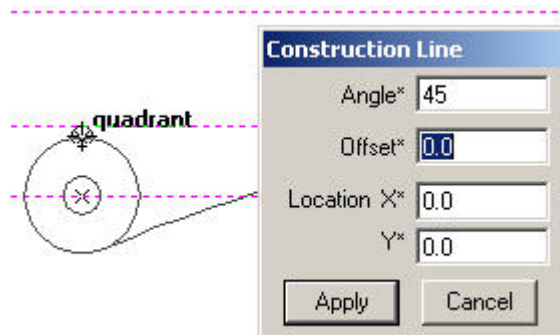 Construction Line
Angle* 45
quadrant
Offset* 0.0
Location X* 0.0
Y* 0.0
Apply Cancel